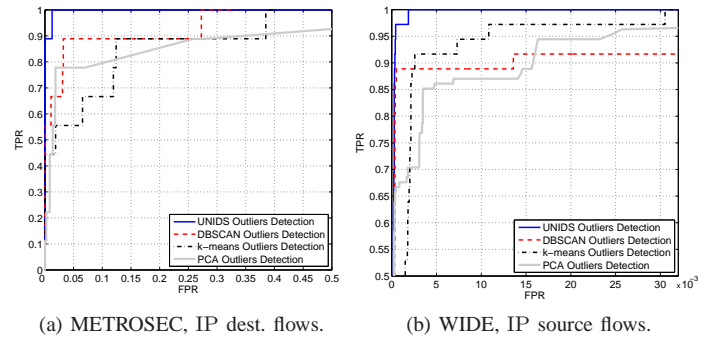 1
0.9
0.8
0.7
0.6
0.5
0.4
0.3
0.2
0.1
0
TPR
0 0.05 0.1 0.15 0.2 0.25 0.3 0.35 0.4 0.45 0.5
FPR
UNIDS Outliers Detection
DBSCAN Outliers Detection
k−means Outliers Detection
PCA Outliers Detection
(a) METROSEC, IP dest. flows.
1
0.95
0.9
0.85
0.8
0.75
0.7
0.65
0.6
0.55
0.5
TPR
0 5 10 15 20 25 30 x 10⁻³
FPR
UNIDS Outliers Detection
DBSCAN Outliers Detection
k−means Outliers Detection
PCA Outliers Detection
(b) WIDE, IP source flows.